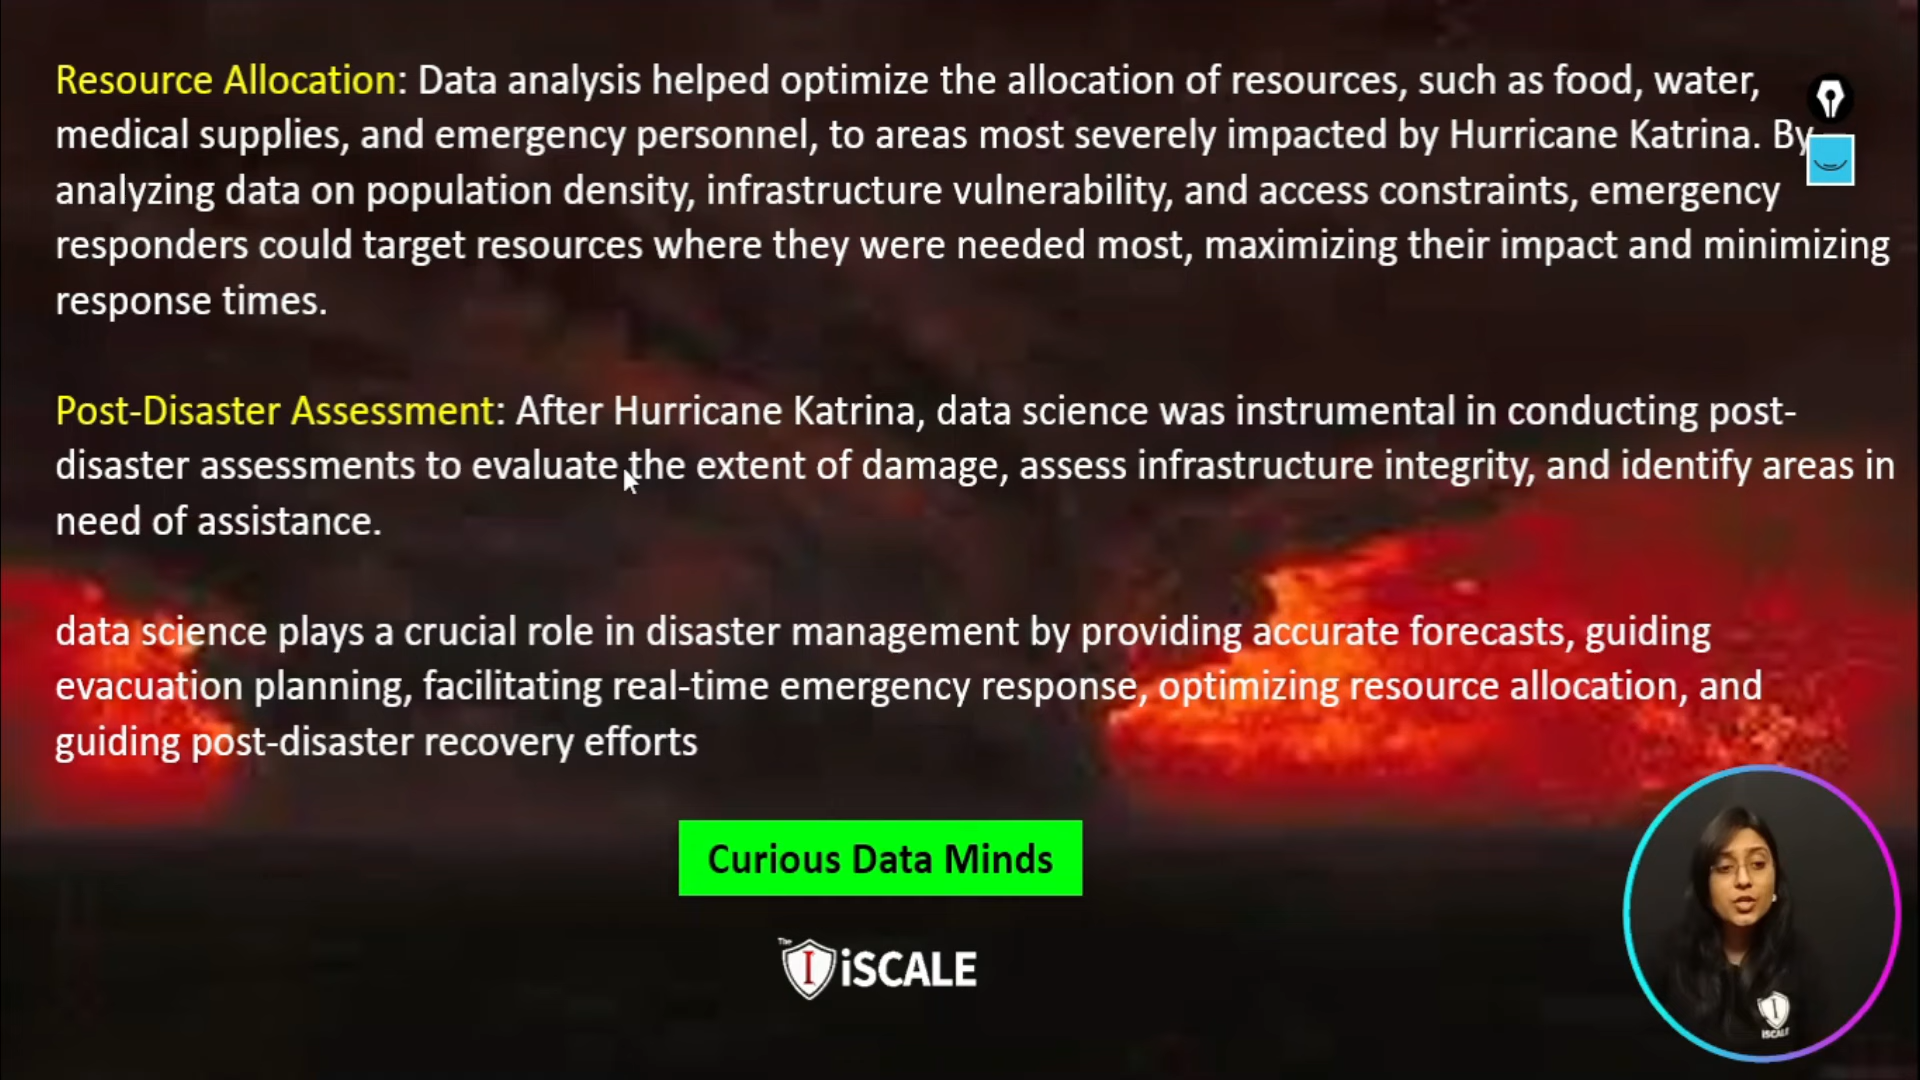 Resource Allocation: Data analysis helped optimize the allocation of resources, such as food, water,
medical supplies, and emergency personnel, to areas most severely impacted by Hurricane Katrina. By
analyzing data on population density, infrastructure vulnerability, and access constraints, emergency
responders could target resources where they were needed most, maximizing their impact and minimizing
response times.
Post-Disaster Assessment: After Hurricane Katrina, data science was instrumental in conducting post-
disaster assessments to evaluate the extent of damage, assess infrastructure integrity, and identify areas in
need of assistance.
data science plays a crucial role in disaster management by providing accurate forecasts, guiding
evacuation planning, facilitating real-time emergency response, optimizing resource allocation, and
guiding post-disaster recovery efforts
Curious Data Minds
The I iSCALE
I
iSCALE